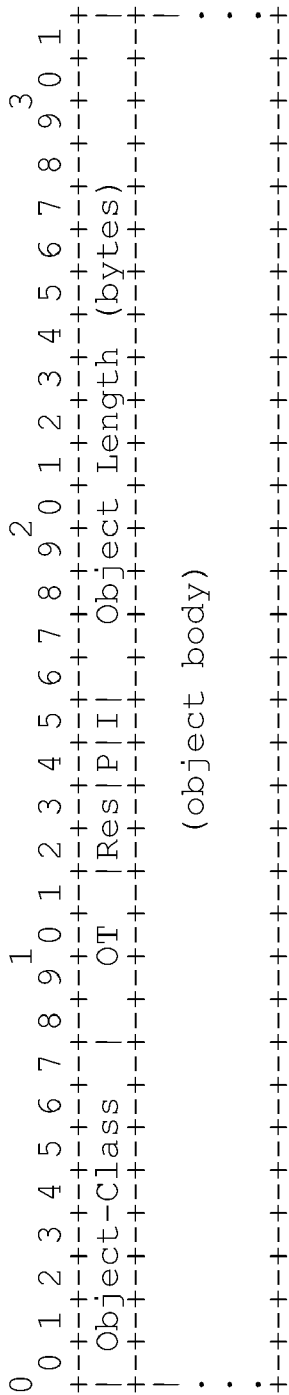 0                   1                   2                   3
0 1 2 3 4 5 6 7 8 9 0 1 2 3 4 5 6 7 8 9 0 1 2 3 4 5 6 7 8 9 0 1
+-+-+-+-+-+-+-+-+-+-+-+-+-+-+-+-+-+-+-+-+-+-+-+-+-+-+-+-+-+-+-+-+
| Object-Class  |   OT  |Res|P|I|   Object Length (bytes)       |
+-+-+-+-+-+-+-+-+-+-+-+-+-+-+-+-+-+-+-+-+-+-+-+-+-+-+-+-+-+-+-+-+
|                                                               |
.                                                               .
.                        (object body)                          .
.                                                               .
|                                                               |
+-+-+-+-+-+-+-+-+-+-+-+-+-+-+-+-+-+-+-+-+-+-+-+-+-+-+-+-+-+-+-+-+